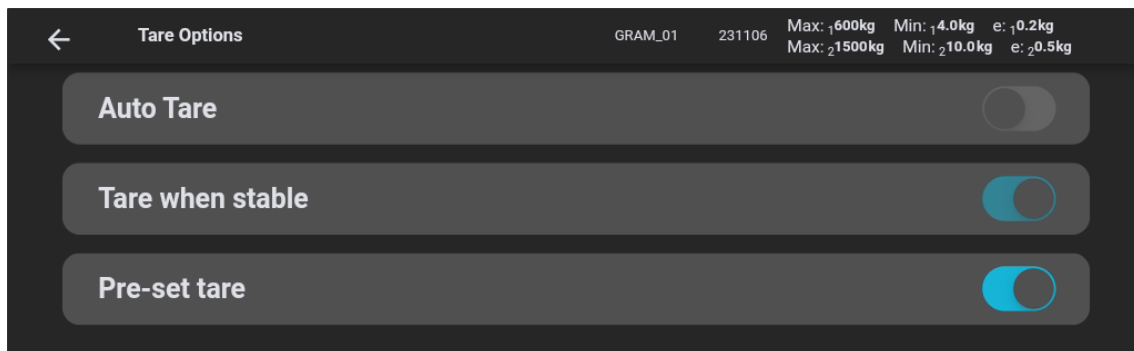 Tare Options GRAM_01 231106 Max: ₁600kg Min: ₁4.0kg e: ₁0.2kg
Max: ₂1500kg Min: ₂10.0kg e: ₂0.5kg
Auto Tare
Tare when stable
Pre-set tare